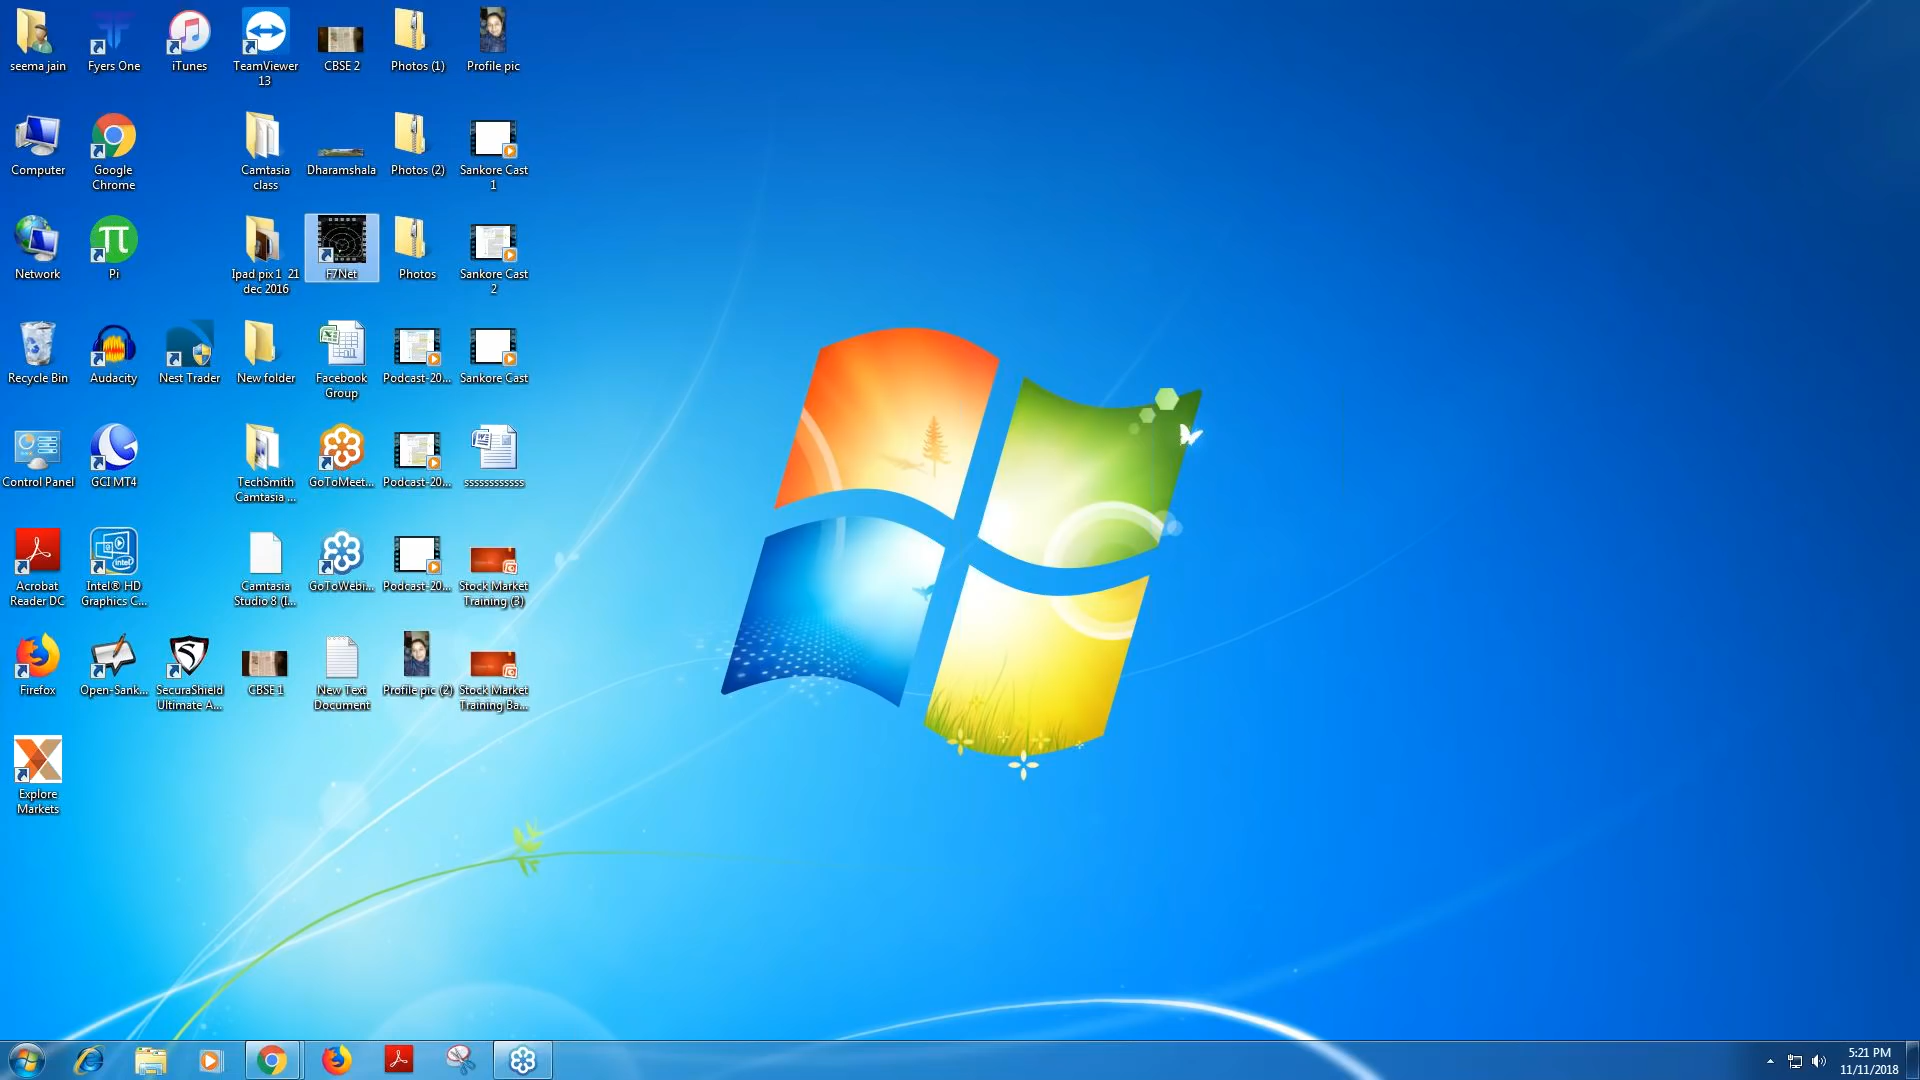 seema jain
Fyers One
iTunes
TeamViewer
13
CBSE 2
Photos (1)
Profile pic
Computer
Google
Chrome
Camtasia
class
Dharamshala
Photos (2)
Sankore Cast
1
Network
Pi
Ipad pix 1 21
dec 2016
F7Net
Photos
Sankore Cast
2
Recycle Bin
Audacity
Nest Trader
New folder
Facebook
Group
Podcast-20...
Sankore Cast
Control Panel
GCI MT4
TechSmith
Camtasia ...
GoToMeet...
Podcast-20...
ssssssssssss
Acrobat
Reader DC
Intel® HD
Graphics C...
Camtasia
Studio 8 (I...
GoToWebi...
Podcast-20...
Stock Market
Training (3)
Firefox
Open-Sank...
SecuraShield
Ultimate A...
CBSE 1
New Text
Document
Profile pic (2)
Stock Market
Training Ba...
Explore
Markets
5:21 PM
11/11/2018